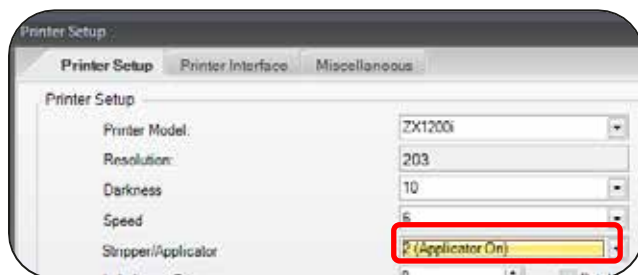 Printer Setup
Printer Setup Printer Interface Miscellaneous
Printer Setup
Printer Model: ZX1200i
Resolution: 203
Darkness 10
Speed 6
Stripper/Applicator 2 (Applicator On)